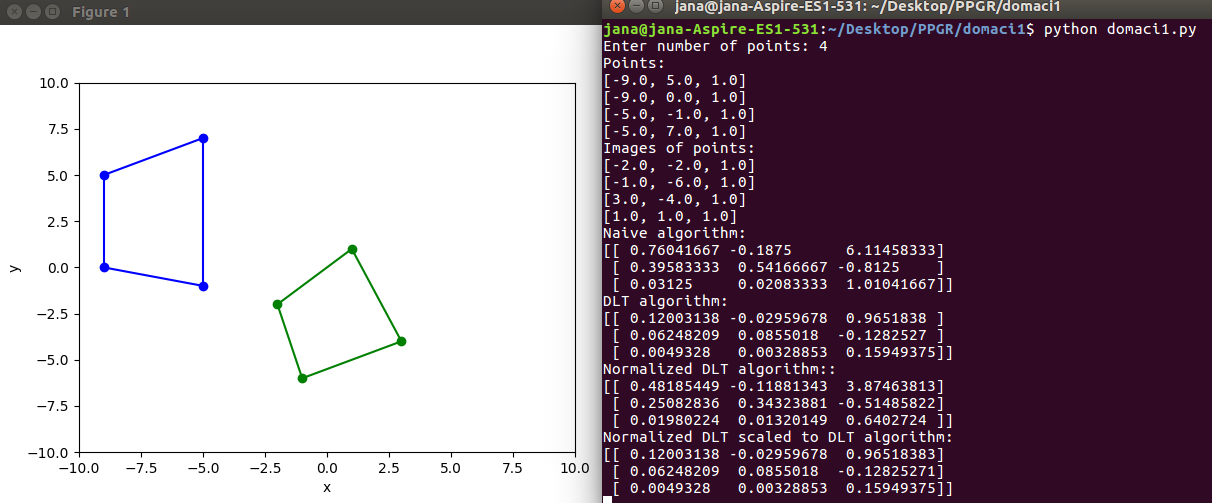 Figure 1
10.0
7.5
5.0
2.5
0.0
−2.5
−5.0
−7.5
−10.0
y
−10.0 −7.5 −5.0 −2.5 0.0 2.5 5.0 7.5 10.0
x
jana@jana-Aspire-ES1-531: ~/Desktop/PPGR/domaci1
jana@jana-Aspire-ES1-531:~/Desktop/PPGR/domaci1$ python domaci1.py
Enter number of points: 4
Points:
[-9.0, 5.0, 1.0]
[-9.0, 0.0, 1.0]
[-5.0, -1.0, 1.0]
[-5.0, 7.0, 1.0]
Images of points:
[-2.0, -2.0, 1.0]
[-1.0, -6.0, 1.0]
[3.0, -4.0, 1.0]
[1.0, 1.0, 1.0]
Naive algorithm:
[[ 0.76041667 -0.1875      6.11458333]
 [ 0.39583333  0.54166667 -0.8125    ]
 [ 0.03125     0.02083333  1.01041667]]
DLT algorithm:
[[ 0.12003138 -0.02959678  0.9651838 ]
 [ 0.06248209  0.0855018  -0.1282527 ]
 [ 0.0049328   0.00328853  0.15949375]]
Normalized DLT algorithm::
[[ 0.48185449 -0.11881343  3.87463813]
 [ 0.25082836  0.34323881 -0.51485822]
 [ 0.01980224  0.01320149  0.6402724 ]]
Normalized DLT scaled to DLT algorithm:
[[ 0.12003138 -0.02959678  0.96518383]
 [ 0.06248209  0.0855018  -0.12825271]
 [ 0.0049328   0.00328853  0.15949375]]